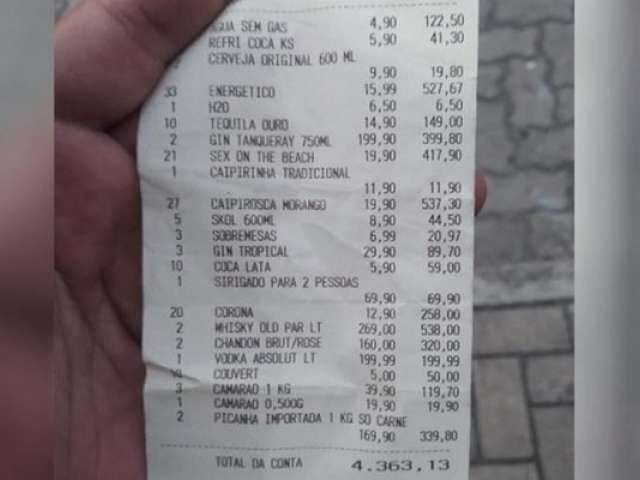 AGUA SEM GAS 4,90 122,50
REFRI COCA KS 5,90 41,30
CERVEJA ORIGINAL 600 ML
9,90 19,80
33 ENERGETICO 15,99 527,67
1 H2O 6,50 6,50
10 TEQUILA OURO 14,90 149,00
2 GIN TANQUERAY 750ML 199,90 399,80
21 SEX ON THE BEACH 19,90 417,90
1 CAIPIRINHA TRADICIONAL
11,90 11,90
27 CAIPIROSCA MORANGO 19,90 537,30
5 SKOL 600ML 8,90 44,50
3 SOBREMESAS 6,99 20,97
3 GIN TROPICAL 29,90 89,70
10 COCA LATA 5,90 59,00
1 SIRIGADO PARA 2 PESSOAS
69,90 69,90
20 CORONA 12,90 258,00
2 WHISKY OLD PAR LT 269,00 538,00
2 CHANDON BRUT/ROSE 160,00 320,00
1 VODKA ABSOLUT LT 199,99 199,99
COUVERT 5,00 50,00
3 CAMARAO 1 KG 39,90 119,70
1 CAMARAO 0,500G 19,90 19,90
2 PICANHA IMPORTADA 1 KG SO CARNE
169,90 339,80
TOTAL DA CONTA 4.363,13